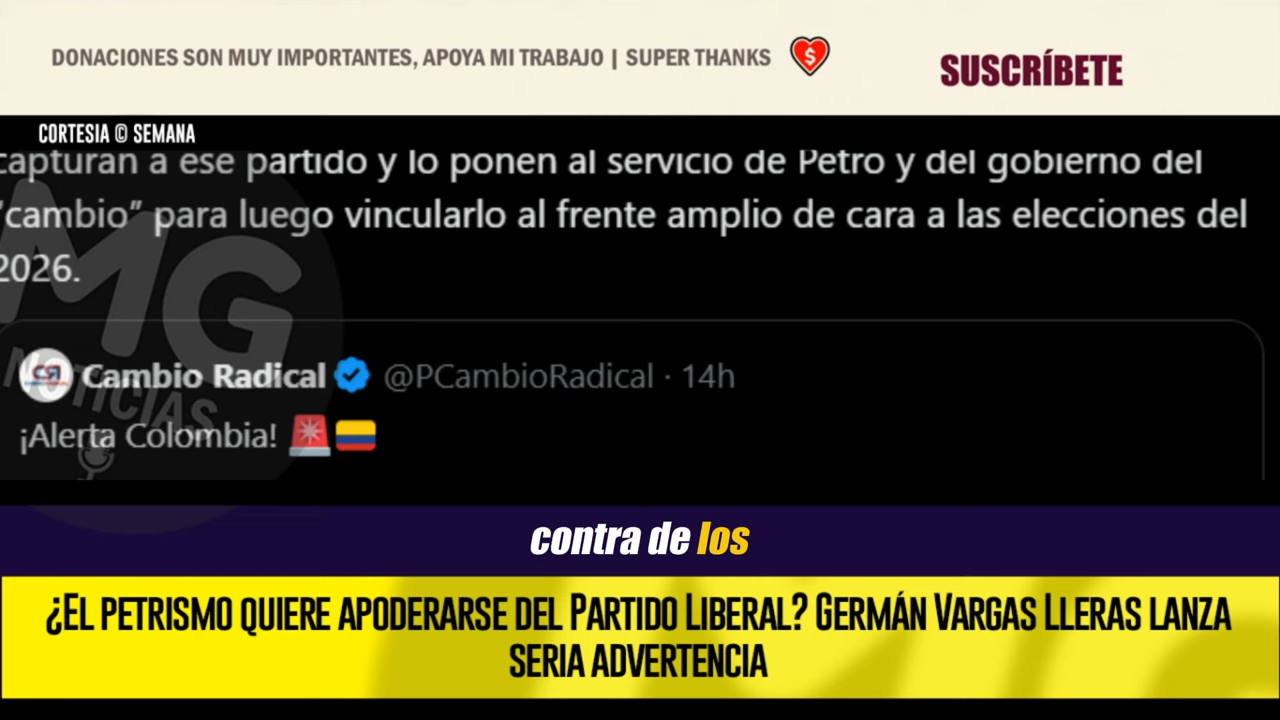 DONACIONES SON MUY IMPORTANTES, APOYA MI TRABAJO | SUPER THANKS
SUSCRÍBETE
CORTESIA © SEMANA
capturan a ese partido y lo ponen al servicio de Petro y del gobierno del
"cambio" para luego vincularlo al frente amplio de cara a las elecciones del
2026.
Cambio Radical @PCambioRadical · 14h
¡Alerta Colombia! 🚨🇨🇴
MG
NOTICIAS
contra de los
¿EL PETRISMO QUIERE APODERARSE DEL PARTIDO LIBERAL? GERMÁN VARGAS LLERAS LANZA
SERIA ADVERTENCIA